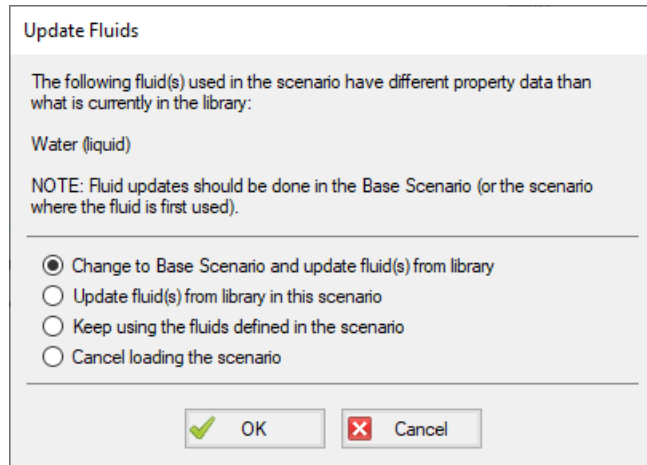 Update Fluids
The following fluid(s) used in the scenario have different property data than
what is currently in the library:
Water (liquid)
NOTE: Fluid updates should be done in the Base Scenario (or the scenario
where the fluid is first used).
Change to Base Scenario and update fluid(s) from library
Update fluid(s) from library in this scenario
Keep using the fluids defined in the scenario
Cancel loading the scenario
OK
Cancel